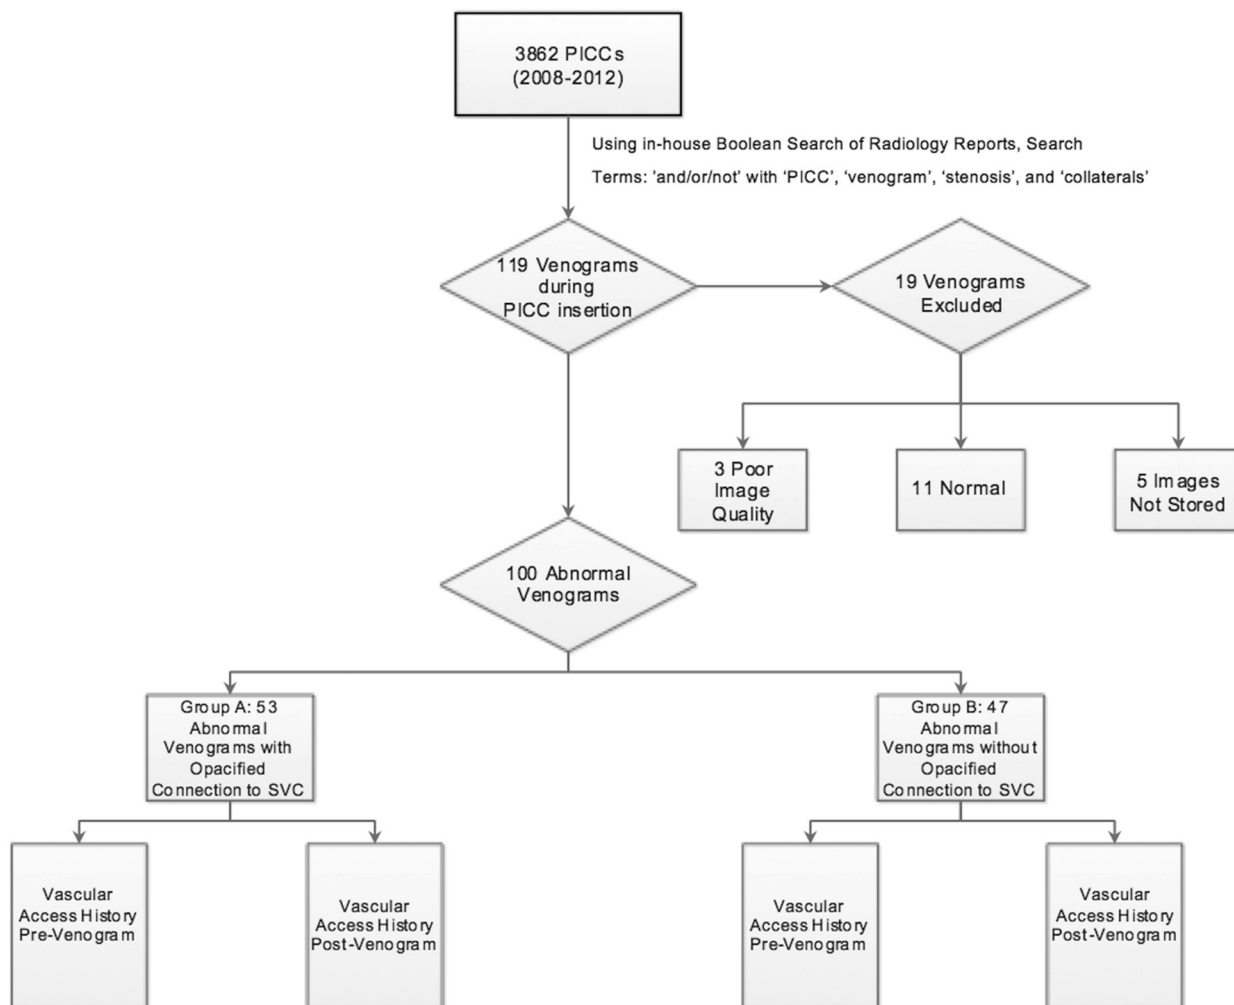 3862 PICCs
(2008-2012)
Using in-house Boolean Search of Radiology Reports, Search
Terms: 'and/or/not' with ‘PICC’, ‘venogram’, ‘stenosis’, and ‘collaterals’
119 Venograms
during
PICC insertion
19 Venograms
Excluded
3 Poor
Image
Quality
11 Normal
5 Images
Not Stored
100 Abnormal
Venograms
Group A: 53
Abnormal
Venograms with
Opacified
Connection to SVC
Group B: 47
Abnormal
Venograms without
Opacified
Connection to SVC
Vascular
Access History
Pre-Venogram
Vascular
Access History
Post-Venogram
Vascular
Access History
Pre-Venogram
Vascular
Access History
Post-Venogram